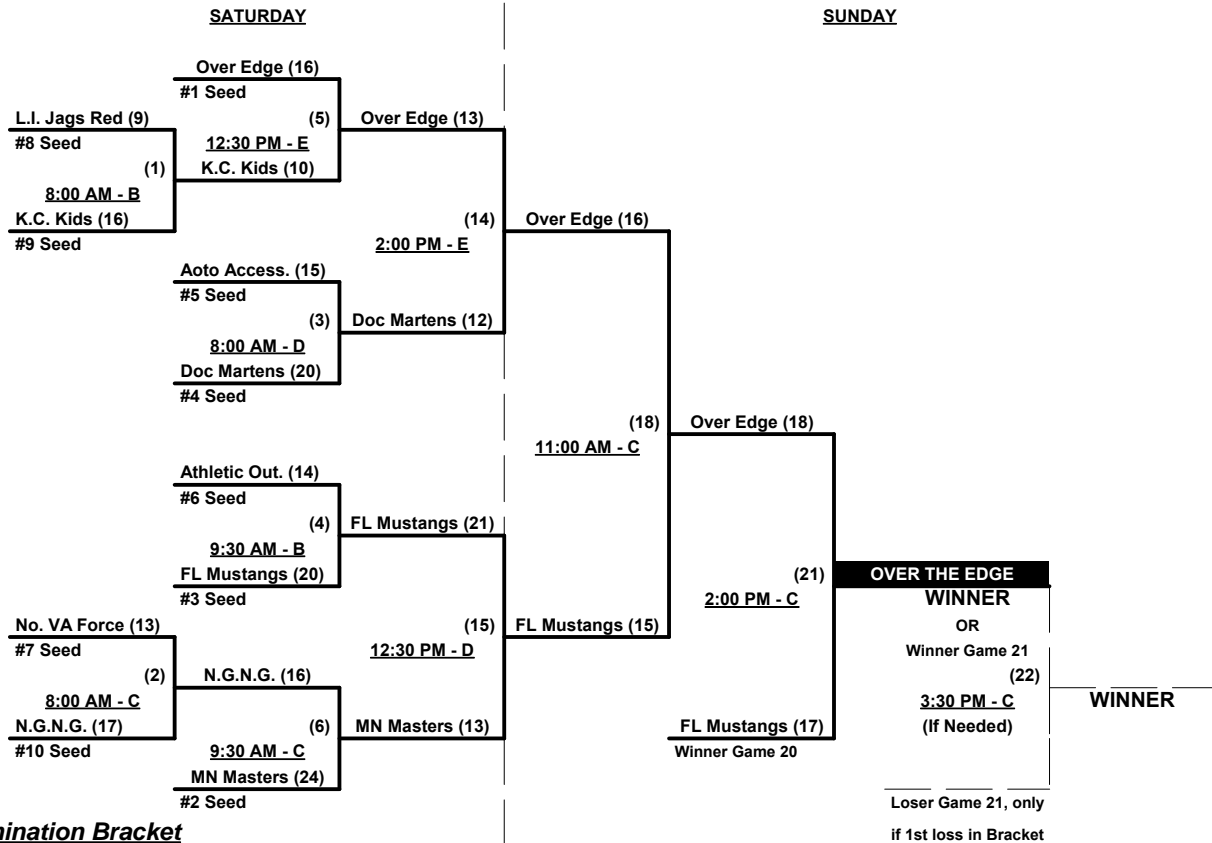 SATURDAY
SUNDAY
Over Edge (16)
#1 Seed
L.I. Jags Red (9)
(5)
Over Edge (13)
#8 Seed
12:30 PM - E
(1)
K.C. Kids (10)
8:00 AM - B
K.C. Kids (16)
(14)
Over Edge (16)
#9 Seed
2:00 PM - E
Aoto Access. (15)
#5 Seed
(3)
Doc Martens (12)
8:00 AM - D
Doc Martens (20)
#4 Seed
(18)
Over Edge (18)
11:00 AM - C
Athletic Out. (14)
#6 Seed
(4)
FL Mustangs (21)
9:30 AM - B
FL Mustangs (20)
(21)
OVER THE EDGE
#3 Seed
2:00 PM - C
WINNER
No. VA Force (13)
(15)
FL Mustangs (15)
OR
#7 Seed
12:30 PM - D
Winner Game 21
(2)
N.G.N.G. (16)
(22)
8:00 AM - C
3:30 PM - C
WINNER
N.G.N.G. (17)
(6)
MN Masters (13)
FL Mustangs (17)
(If Needed)
#10 Seed
9:30 AM - C
Winner Game 20
MN Masters (24)
#2 Seed
Loser Game 21, only
mination Bracket
if 1st loss in Bracket